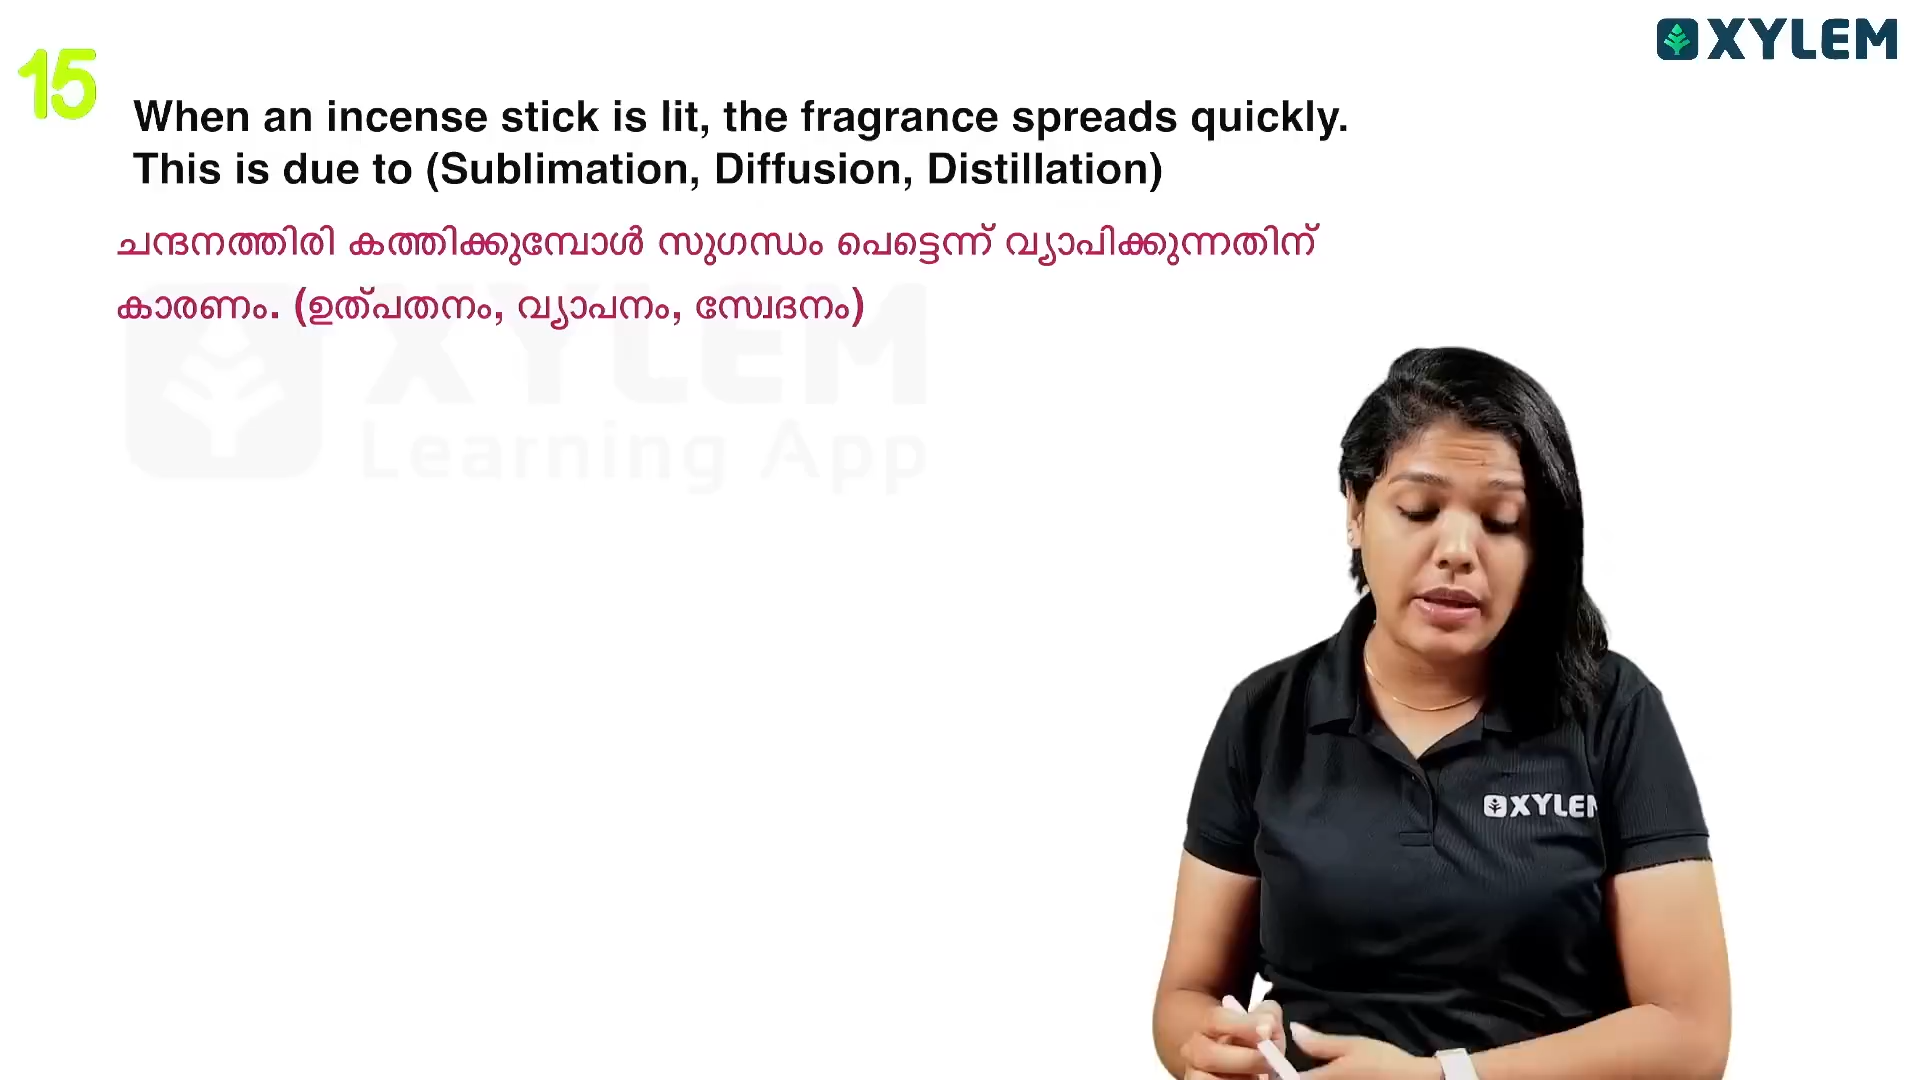 XYLEM
15
When an incense stick is lit, the fragrance spreads quickly.
This is due to (Sublimation, Diffusion, Distillation)
ചന്ദനത്തിരി കത്തിക്കുമ്പോൾ സുഗന്ധം പെട്ടെന്ന് വ്യാപിക്കുന്നതിന്
കാരണം. (ഉത്പതനം, വ്യാപനം, സ്വേദനം)
XYLEM
Learning App
XYLEM